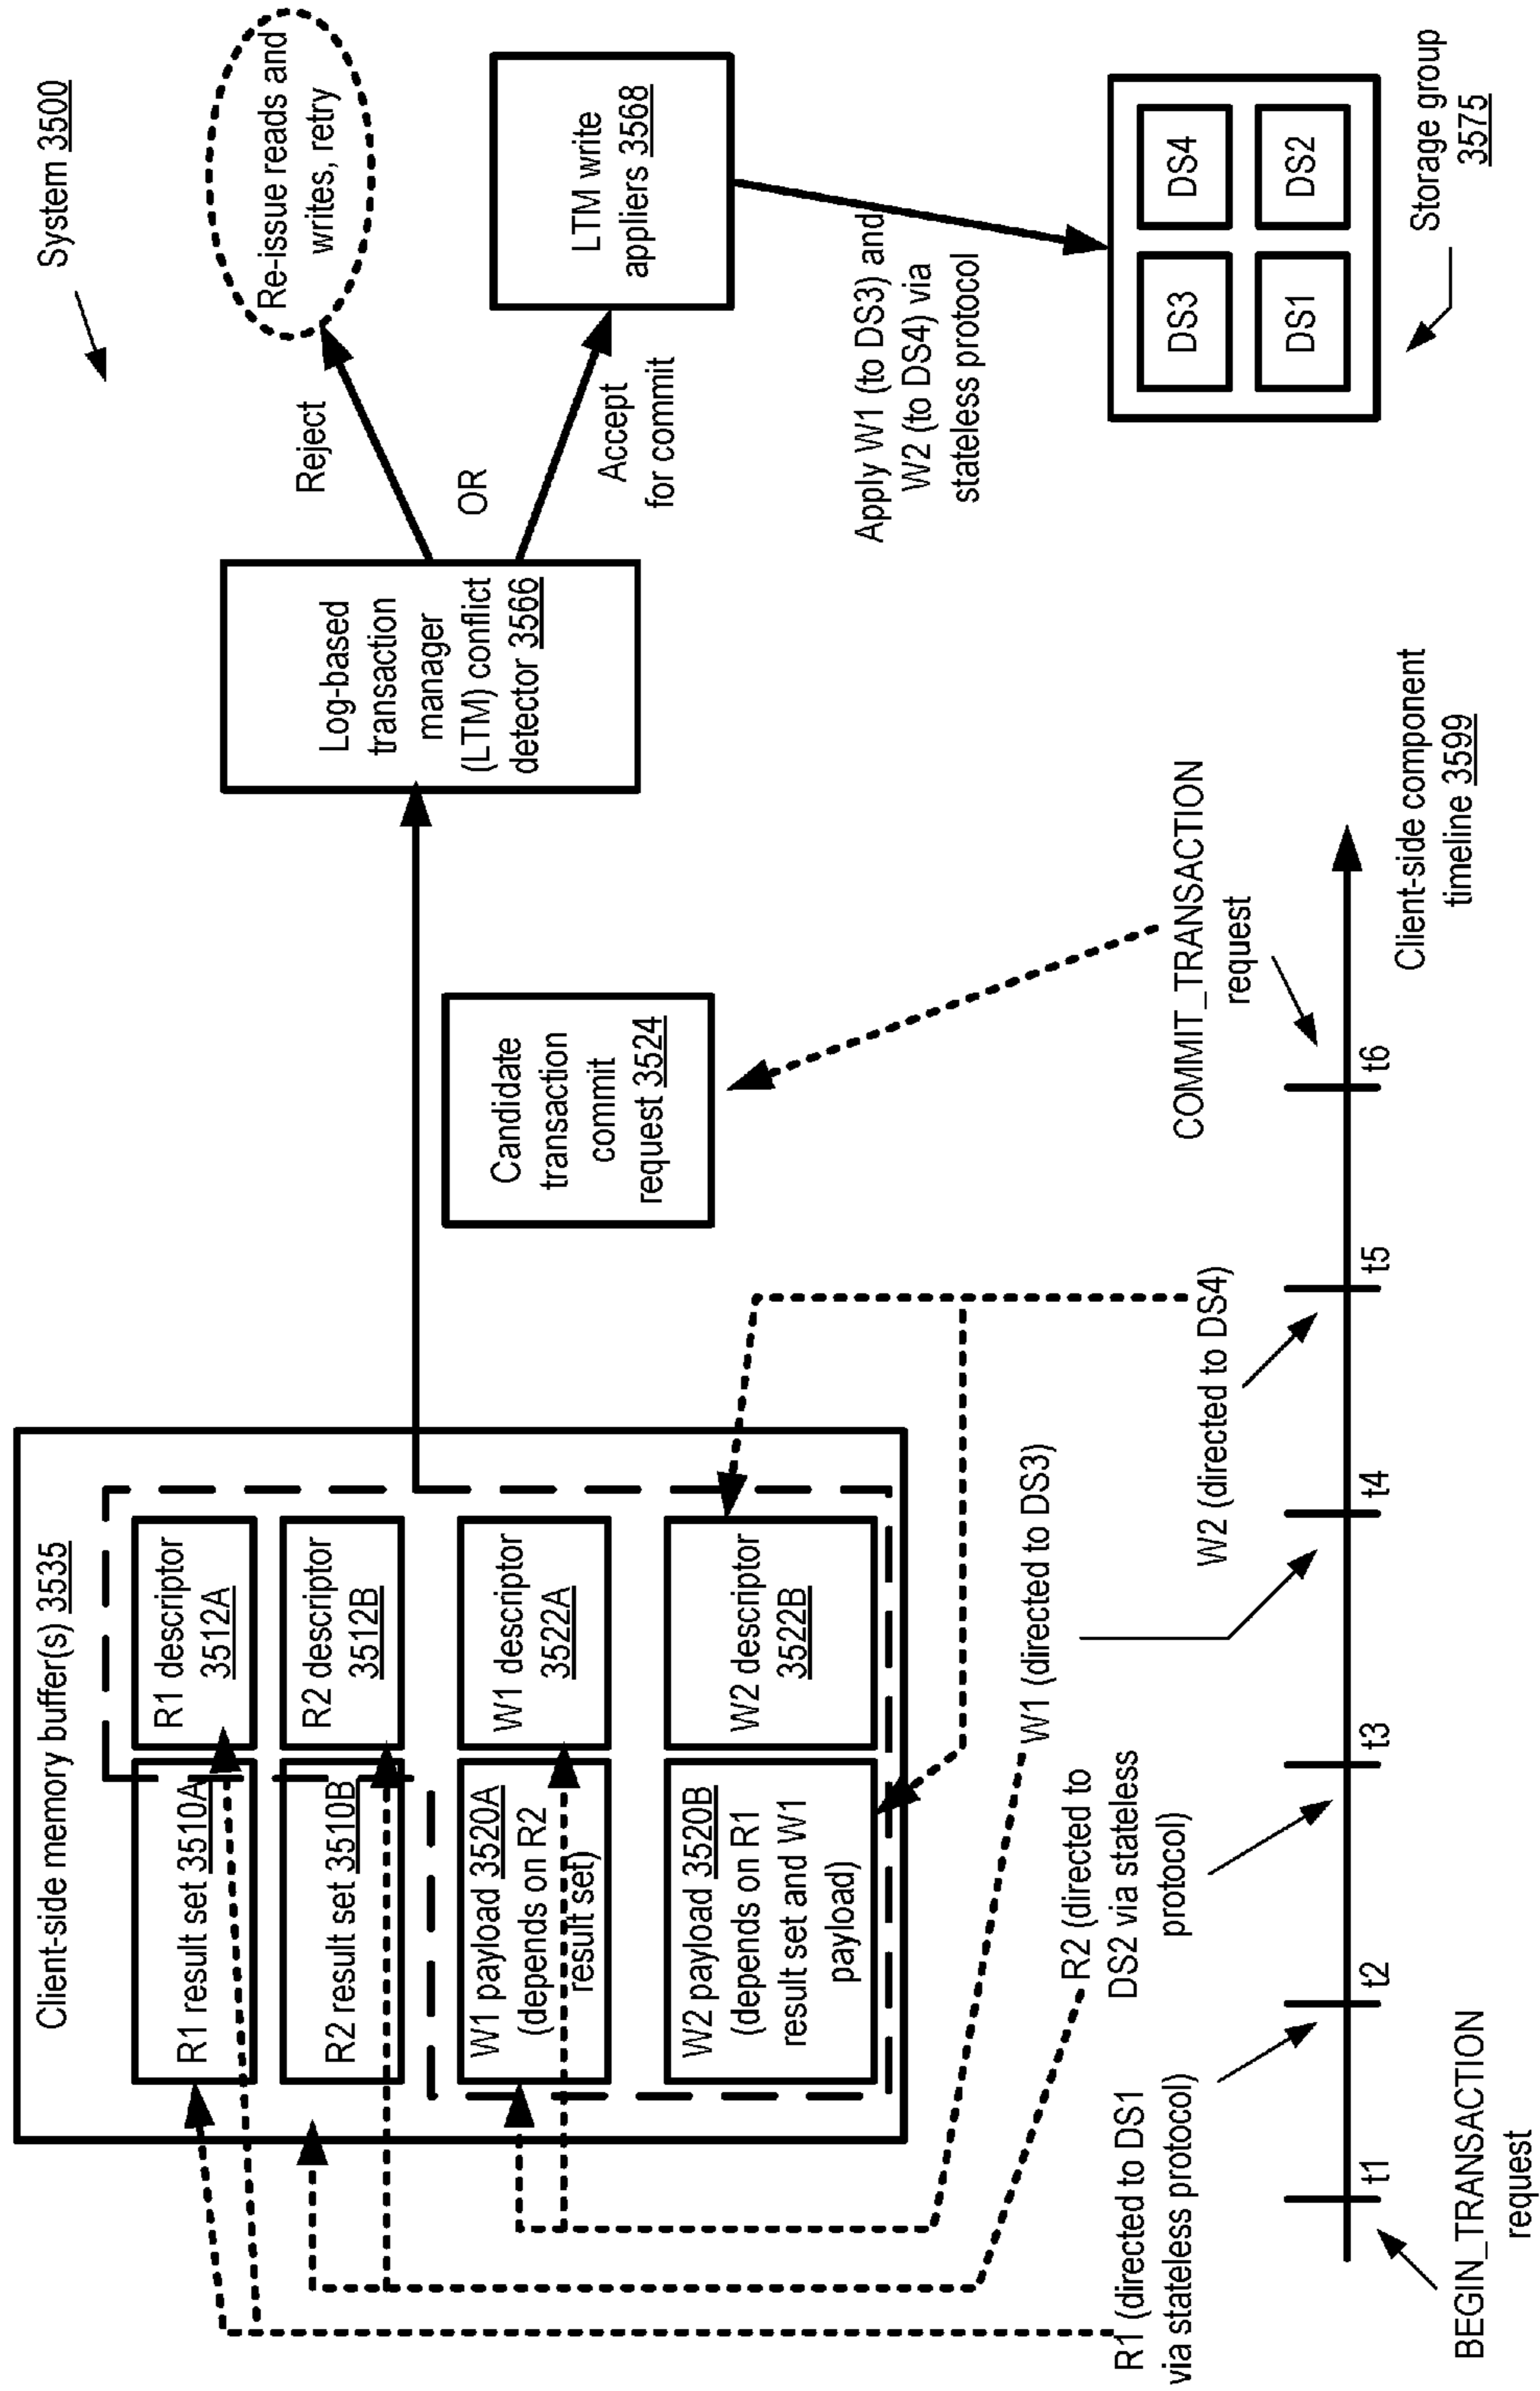 System 3500
Client-side memory buffer(s) 3535
R1 result set 3510A
R1 descriptor
3512A
R2 result set 3510B
R2 descriptor
3512B
W1 payload 3520A
(depends on R2
result set)
W1 descriptor
3522A
W2 payload 3520B
(depends on R1
result set and W1
payload)
W2 descriptor
3522B
Candidate
transaction
commit
request 3524
Log-based
transaction
manager
(LTM) conflict
detector 3566
Reject
OR
Accept
for commit
Re-issue reads and
writes, retry
LTM write
appliers 3568
Apply W1 (to DS3) and
W2 (to DS4) via
stateless protocol
DS3
DS4
DS1
DS2
Storage group
3575
R1 (directed to DS1
via stateless protocol)
R2 (directed to
DS2 via stateless
protocol)
W1 (directed to DS3)
W2 (directed to DS4)
COMMIT_TRANSACTION
request
t1
t2
t3
t4
t5
t6
BEGIN_TRANSACTION
request
Client-side component
timeline 3599